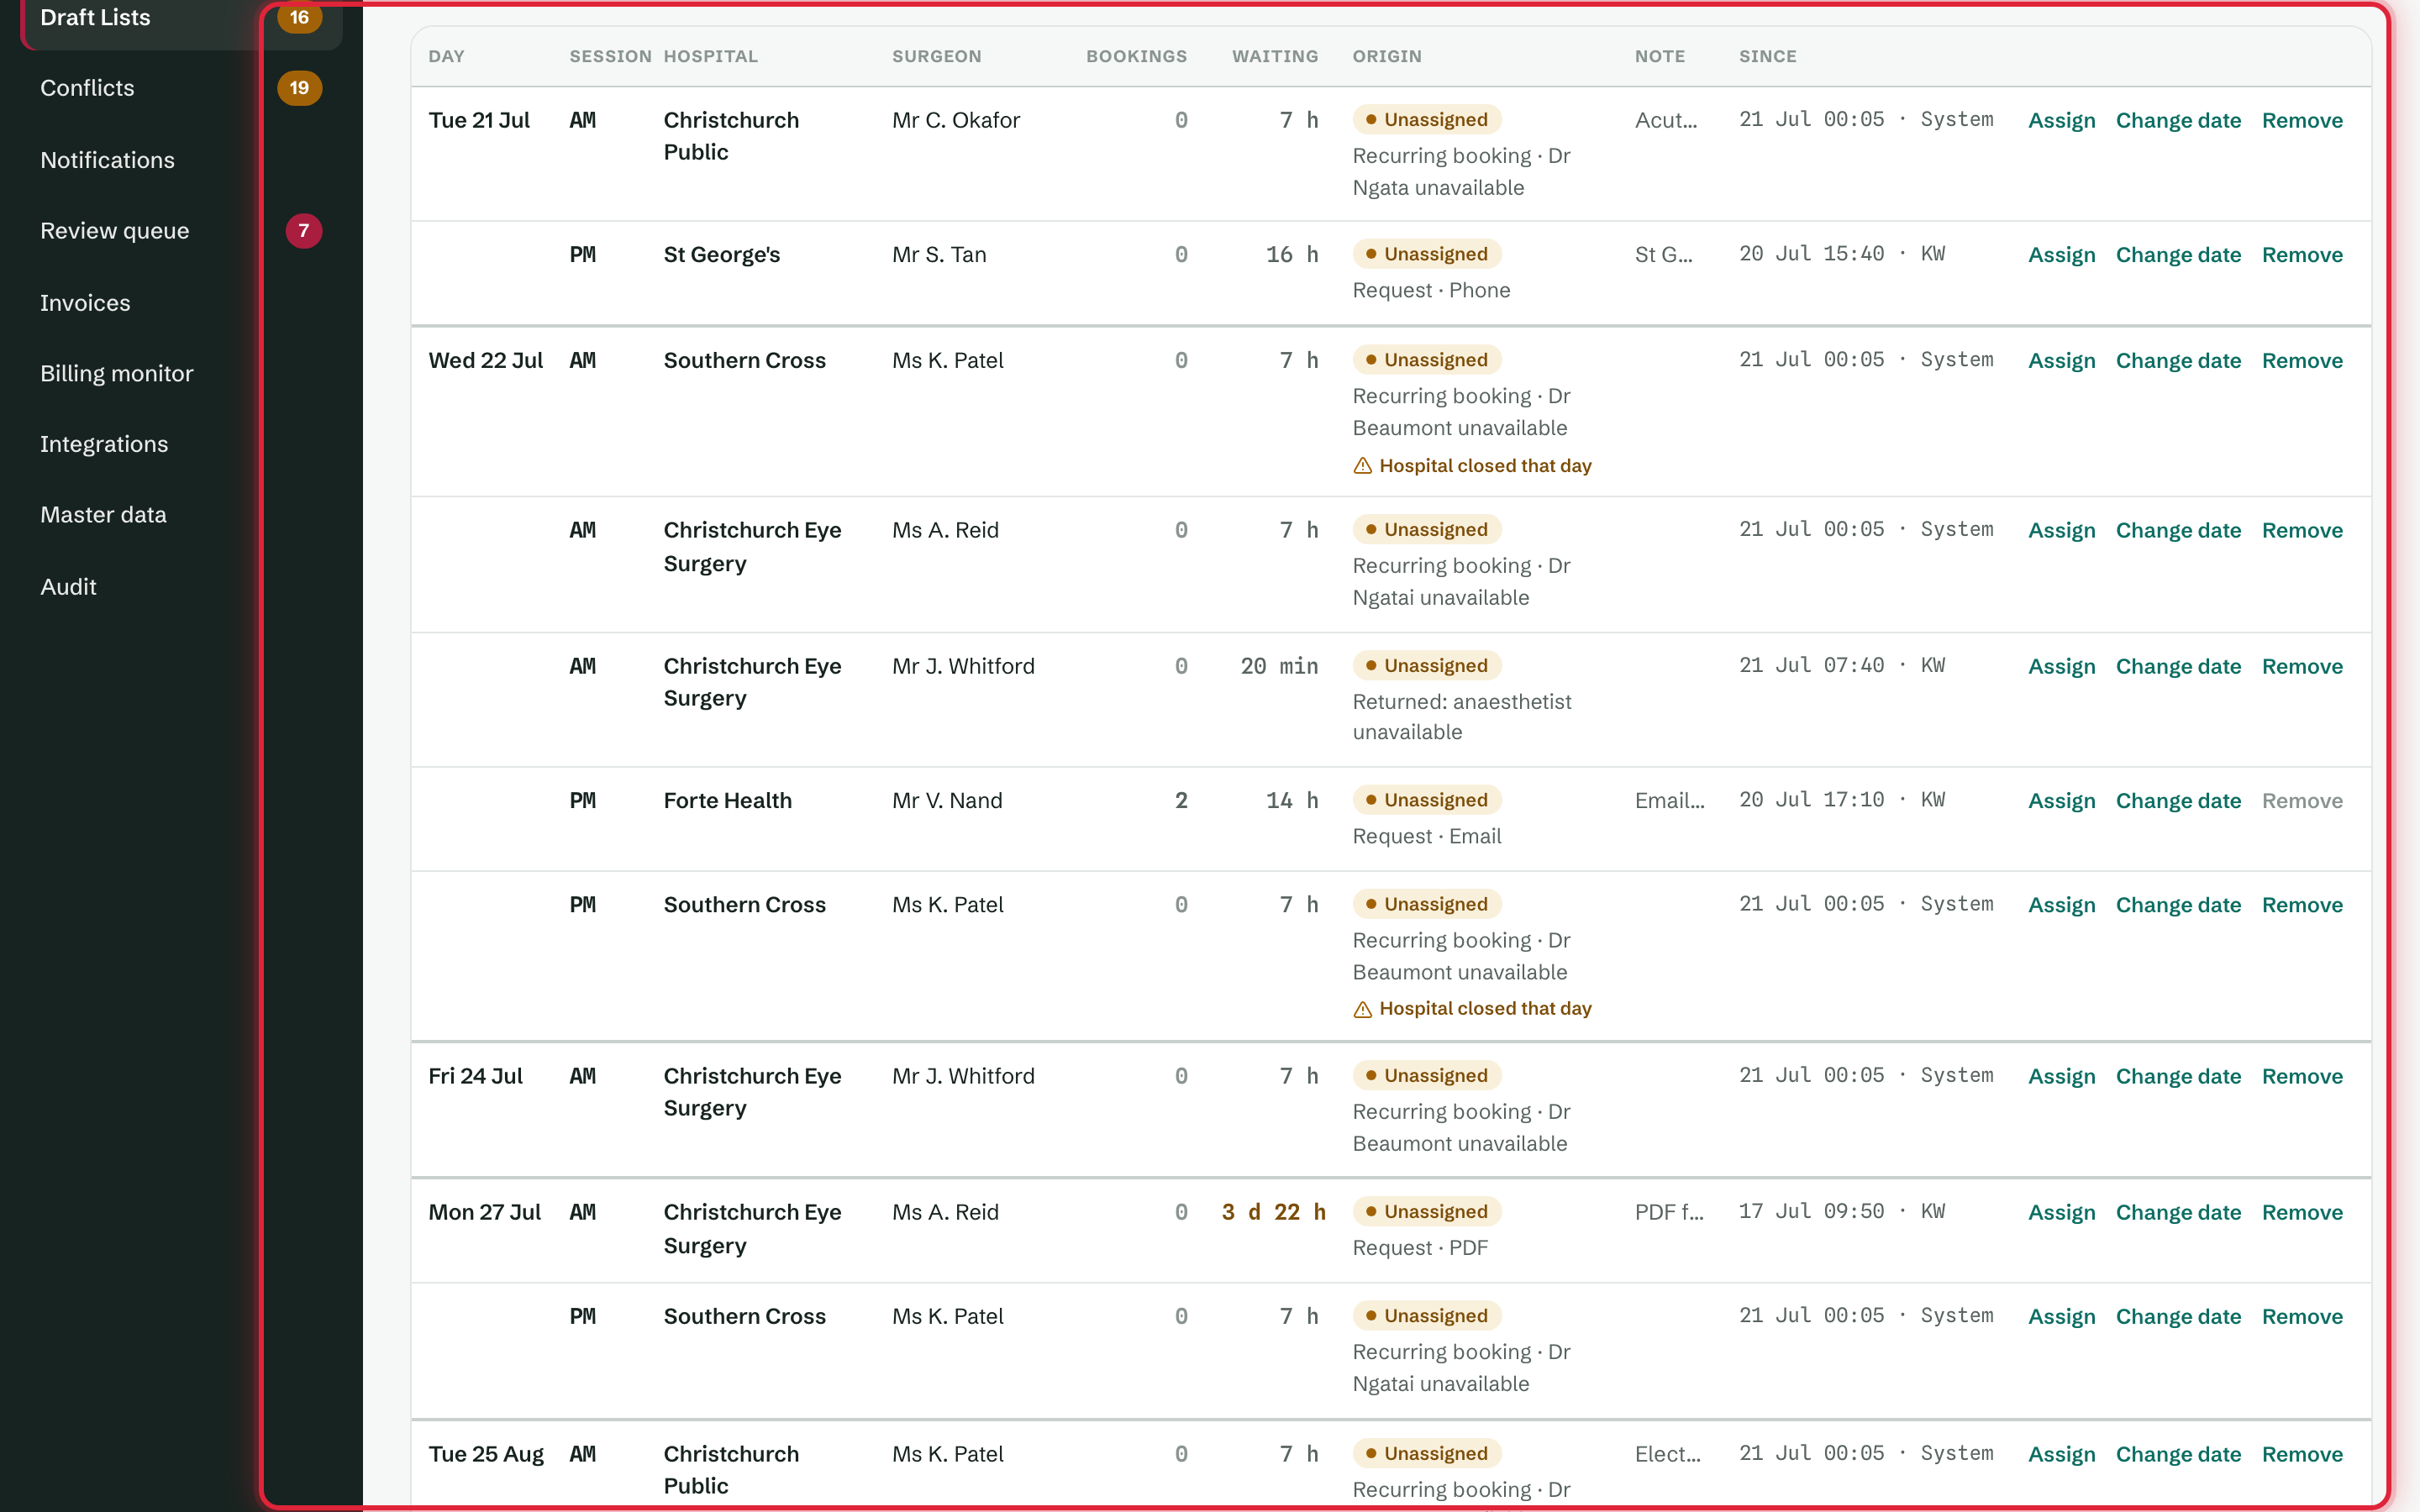 Draft Lists 16
Conflicts 19
Notifications
Review queue 7
Invoices
Billing monitor
Integrations
Master data
Audit
DAY SESSION HOSPITAL SURGEON BOOKINGS WAITING ORIGIN NOTE SINCE
Tue 21 Jul AM Christchurch Mr C. Okafor 0 7 h Unassigned Acut... 21 Jul 00:05 · System Assign Change date Remove
Public Recurring booking · Dr
Ngata unavailable
PM St George's Mr S. Tan 0 16 h Unassigned St G... 20 Jul 15:40 · KW Assign Change date Remove
Request · Phone
Wed 22 Jul AM Southern Cross Ms K. Patel 0 7 h Unassigned 21 Jul 00:05 · System Assign Change date Remove
Recurring booking · Dr
Beaumont unavailable
Hospital closed that day
AM Christchurch Eye Ms A. Reid 0 7 h Unassigned 21 Jul 00:05 · System Assign Change date Remove
Surgery Recurring booking · Dr
Ngatai unavailable
AM Christchurch Eye Mr J. Whitford 0 20 min Unassigned 21 Jul 07:40 · KW Assign Change date Remove
Surgery Returned: anaesthetist
unavailable
PM Forte Health Mr V. Nand 2 14 h Unassigned Email... 20 Jul 17:10 · KW Assign Change date Remove
Request · Email
PM Southern Cross Ms K. Patel 0 7 h Unassigned 21 Jul 00:05 · System Assign Change date Remove
Recurring booking · Dr
Beaumont unavailable
Hospital closed that day
Fri 24 Jul AM Christchurch Eye Mr J. Whitford 0 7 h Unassigned 21 Jul 00:05 · System Assign Change date Remove
Surgery Recurring booking · Dr
Beaumont unavailable
Mon 27 Jul AM Christchurch Eye Ms A. Reid 0 3 d 22 h Unassigned PDF f... 17 Jul 09:50 · KW Assign Change date Remove
Surgery Request · PDF
PM Southern Cross Ms K. Patel 0 7 h Unassigned 21 Jul 00:05 · System Assign Change date Remove
Recurring booking · Dr
Ngatai unavailable
Tue 25 Aug AM Christchurch Ms K. Patel 0 7 h Unassigned Elect... 21 Jul 00:05 · System Assign Change date Remove
Public Recurring booking · Dr